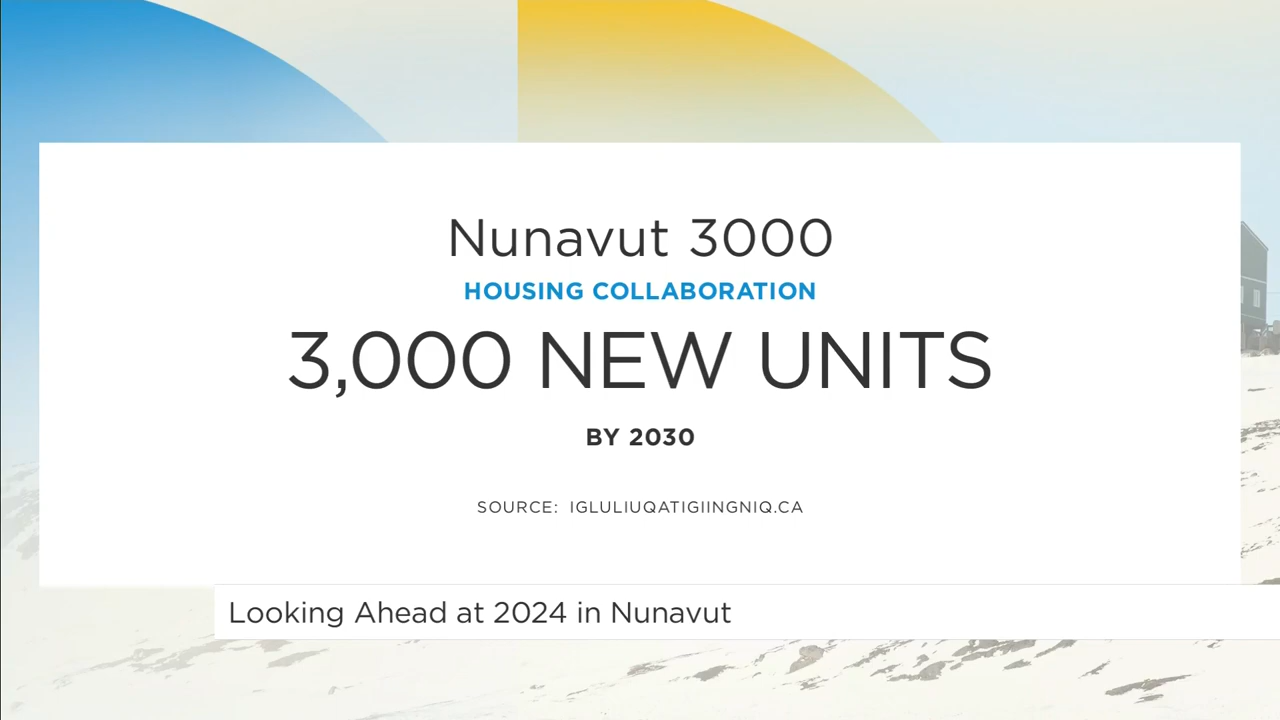 Nunavut 3000
HOUSING COLLABORATION
3,000 NEW UNITS
BY 2030
SOURCE: IGLULIUQATIGIINGNIQ.CA
Looking Ahead at 2024 in Nunavut